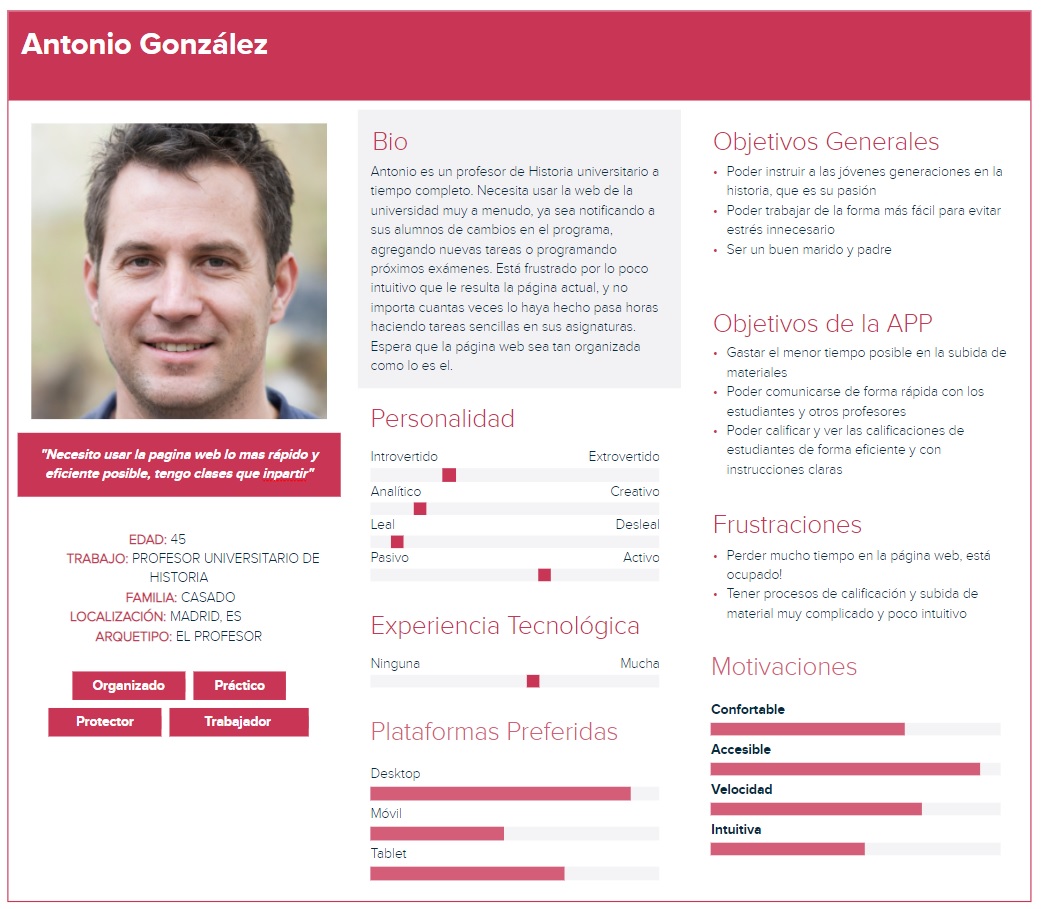 Antonio González
"Necesito usar la pagina web lo mas rápido y
eficiente posible, tengo clases que inpartir"
EDAD: 45
TRABAJO: PROFESOR UNIVERSITARIO DE
HISTORIA
FAMILIA: CASADO
LOCALIZACIÓN: MADRID, ES
ARQUETIPO: EL PROFESOR
Organizado Práctico
Protector Trabajador
Bio
Antonio es un profesor de Historia universitario a
tiempo completo. Necesita usar la web de la
universidad muy a menudo, ya sea notificando a
sus alumnos de cambios en el programa,
agregando nuevas tareas o programando
próximos exámenes. Está frustrado por lo poco
intuitivo que le resulta la página actual, y no
importa cuantas veces lo haya hecho pasa horas
haciendo tareas sencillas en sus asignaturas.
Espera que la página web sea tan organizada
como lo es el.
Personalidad
Introvertido Extrovertido
Analítico Creativo
Leal Desleal
Pasivo Activo
Experiencia Tecnológica
Ninguna Mucha
Plataformas Preferidas
Desktop
Móvil
Tablet
Objetivos Generales
• Poder instruir a las jóvenes generaciones en la
historia, que es su pasión
• Poder trabajar de la forma más fácil para evitar
estrés innecesario
• Ser un buen marido y padre
Objetivos de la APP
• Gastar el menor tiempo posible en la subida de
materiales
• Poder comunicarse de forma rápida con los
estudiantes y otros profesores
• Poder calificar y ver las calificaciones de
estudiantes de forma eficiente y con
instrucciones claras
Frustraciones
• Perder mucho tiempo en la página web, está
ocupado!
• Tener procesos de calificación y subida de
material muy complicado y poco intuitivo
Motivaciones
Confortable
Accesible
Velocidad
Intuitiva